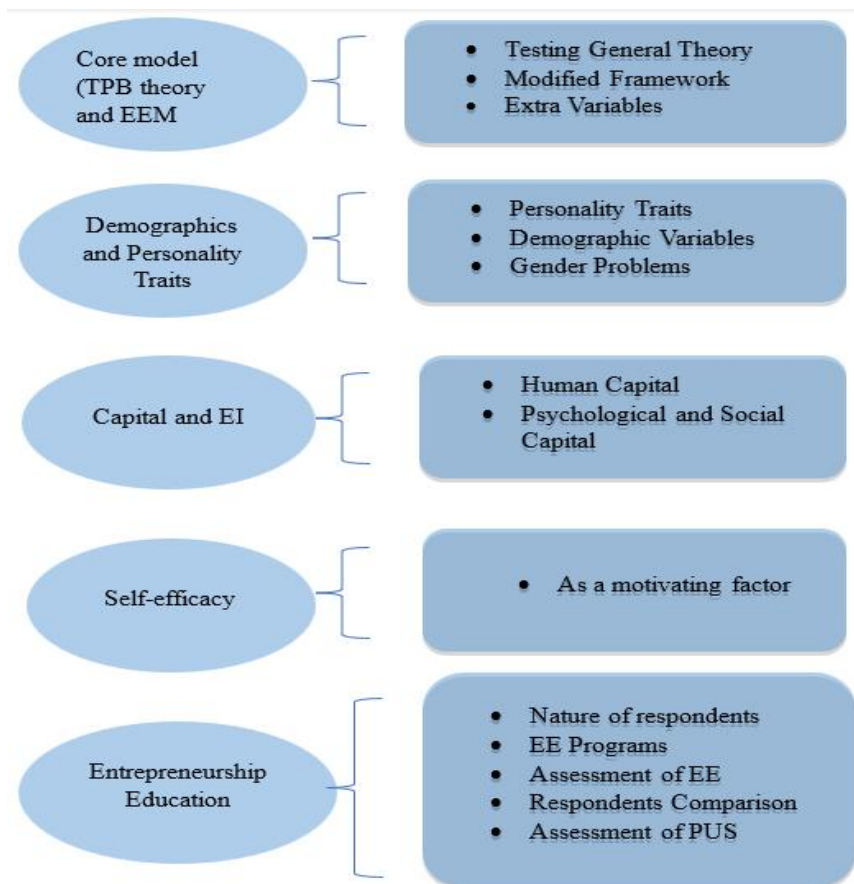 Core model
(TPB theory
and EEM
• Testing General Theory
• Modified Framework
• Extra Variables
Demographics
and Personality
Traits
• Personality Traits
• Demographic Variables
• Gender Problems
Capital and EI
• Human Capital
• Psychological and Social
Capital
Self-efficacy
• As a motivating factor
Entrepreneurship
Education
• Nature of respondents
• EE Programs
• Assessment of EE
• Respondents Comparison
• Assessment of PUS